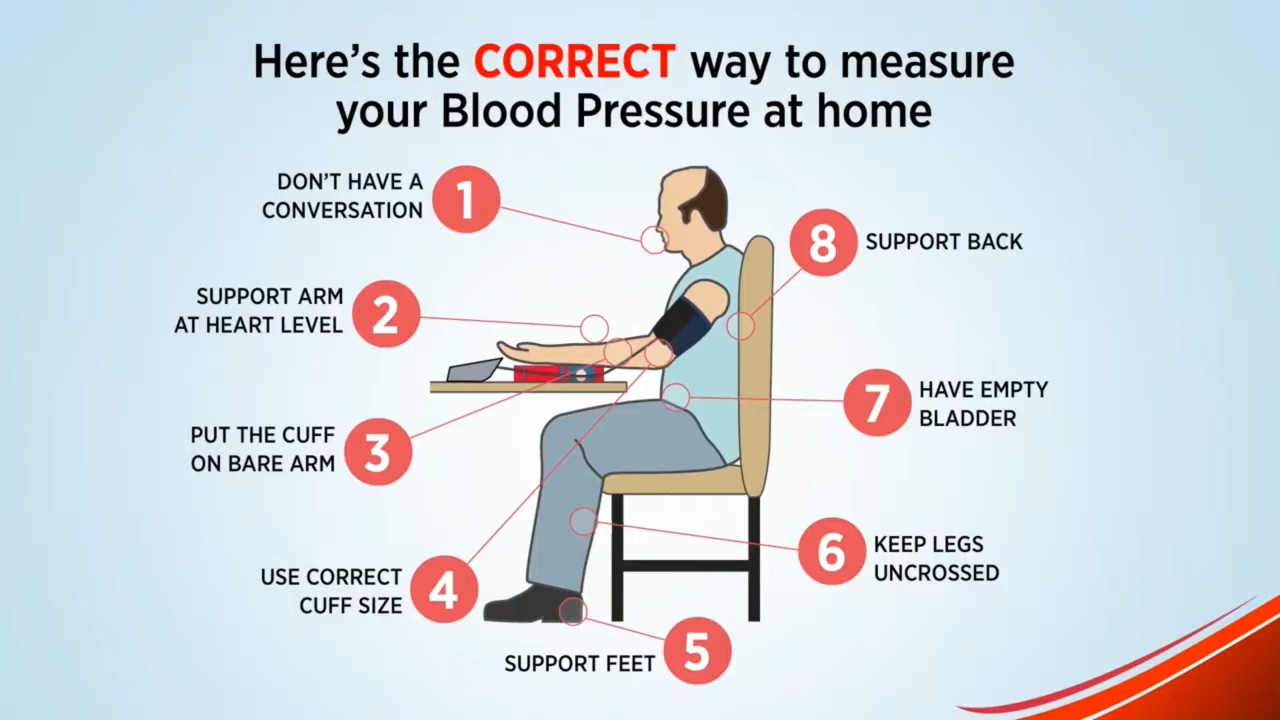 Here's the CORRECT way to measure
your Blood Pressure at home
DON'T HAVE A
CONVERSATION
1
SUPPORT ARM
AT HEART LEVEL
2
PUT THE CUFF
ON BARE ARM
3
USE CORRECT
CUFF SIZE
4
SUPPORT FEET
5
6
KEEP LEGS
UNCROSSED
7
HAVE EMPTY
BLADDER
8
SUPPORT BACK